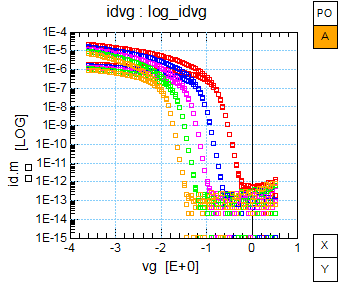 idvg : log_idvg
PO
A
1E-4
1E-5
1E-6
1E-7
1E-8
1E-9
1E-10
1E-11
1E-12
1E-13
1E-14
1E-15
id.m [LOG]
-4
-3
-2
-1
0
1
vg [E+0]
X
Y